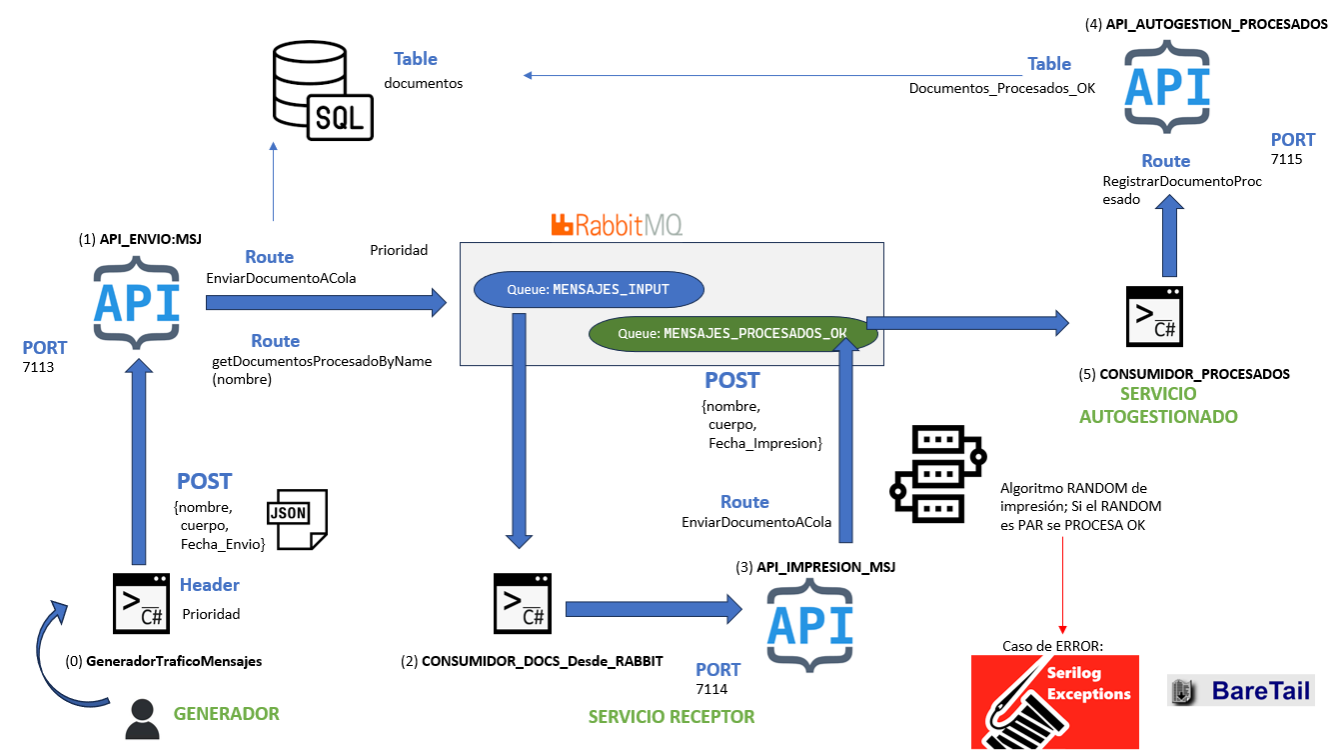 (4) API_AUTOGESTION_PROCESADOS
Table
documentos
SQL
Table
Documentos_Procesados_OK
API
PORT
7115
Route
RegistrarDocumentoProc
esado
RabbitMQ
(1) API_ENVIO:MSJ
Route
EnviarDocumentoACola
Prioridad
API
Queue: MENSAJES_INPUT
Queue: MENSAJES_PROCESADOS_OK
>_
C#
PORT
7113
Route
getDocumentosProcesadoByName
(nombre)
(5) CONSUMIDOR_PROCESADOS
SERVICIO
AUTOGESTIONADO
POST
{nombre,
cuerpo,
Fecha_Impresion}
POST
{nombre,
cuerpo,
Fecha_Envio}
JSON
Route
EnviarDocumentoACola
Algoritmo RANDOM de
impresión; Si el RANDOM
es PAR se PROCESA OK
Header
Prioridad
>_
C#
>_
C#
(3) API_IMPRESION_MSJ
API
(0) GeneradorTraficoMensajes
(2) CONSUMIDOR_DOCS_Desde_RABBIT
PORT
7114
Caso de ERROR:
Serilog
Exceptions
BareTail
GENERADOR
SERVICIO RECEPTOR